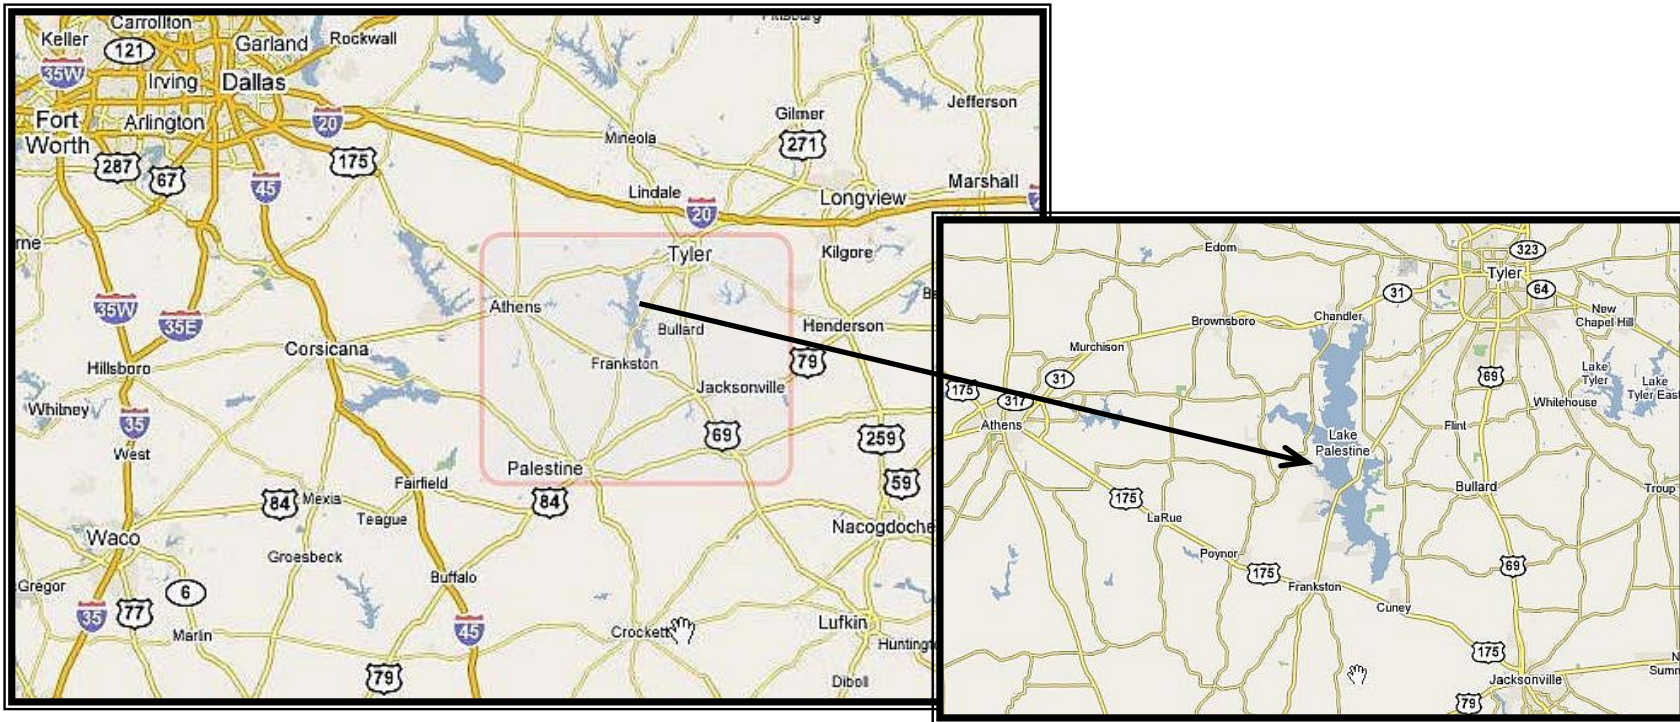 Carrollton
Pittsburg
Keller
121
Garland
Rockwall
35W
Irving
Dallas
Jefferson
Fort
Worth
Arlington
20
Gilmer
Mineola
271
287
67
175
45
Lindale
20
Longview
Marshall
rne
Tyler
Kilgore
Athens
35W
35E
Bullard
Henderson
Corsicana
Hillsboro
Frankston
79
Jacksonville
Whitney
35
69
259
West
Palestine
Fairfield
84
Mexia
84
59
Teague
Nacogdoche
Waco
Groesbeck
Gregor
Buffalo
6
35
77
Marlin
45
Crockett
Lufkin
Huntingt
79
Diboll
Edom
323
Tyler
31
64
Chandler
Brownsboro
New
Chapel Hill
Murchison
31
175
317
69
Lake
Tyler
Lake
Tyler East
Whitehouse
Athens
Flint
Lake
Palestine
175
Bullard
Troup
LaRue
Poynor
175
69
Frankston
Cuney
175
N
Summ
Jacksonville
79